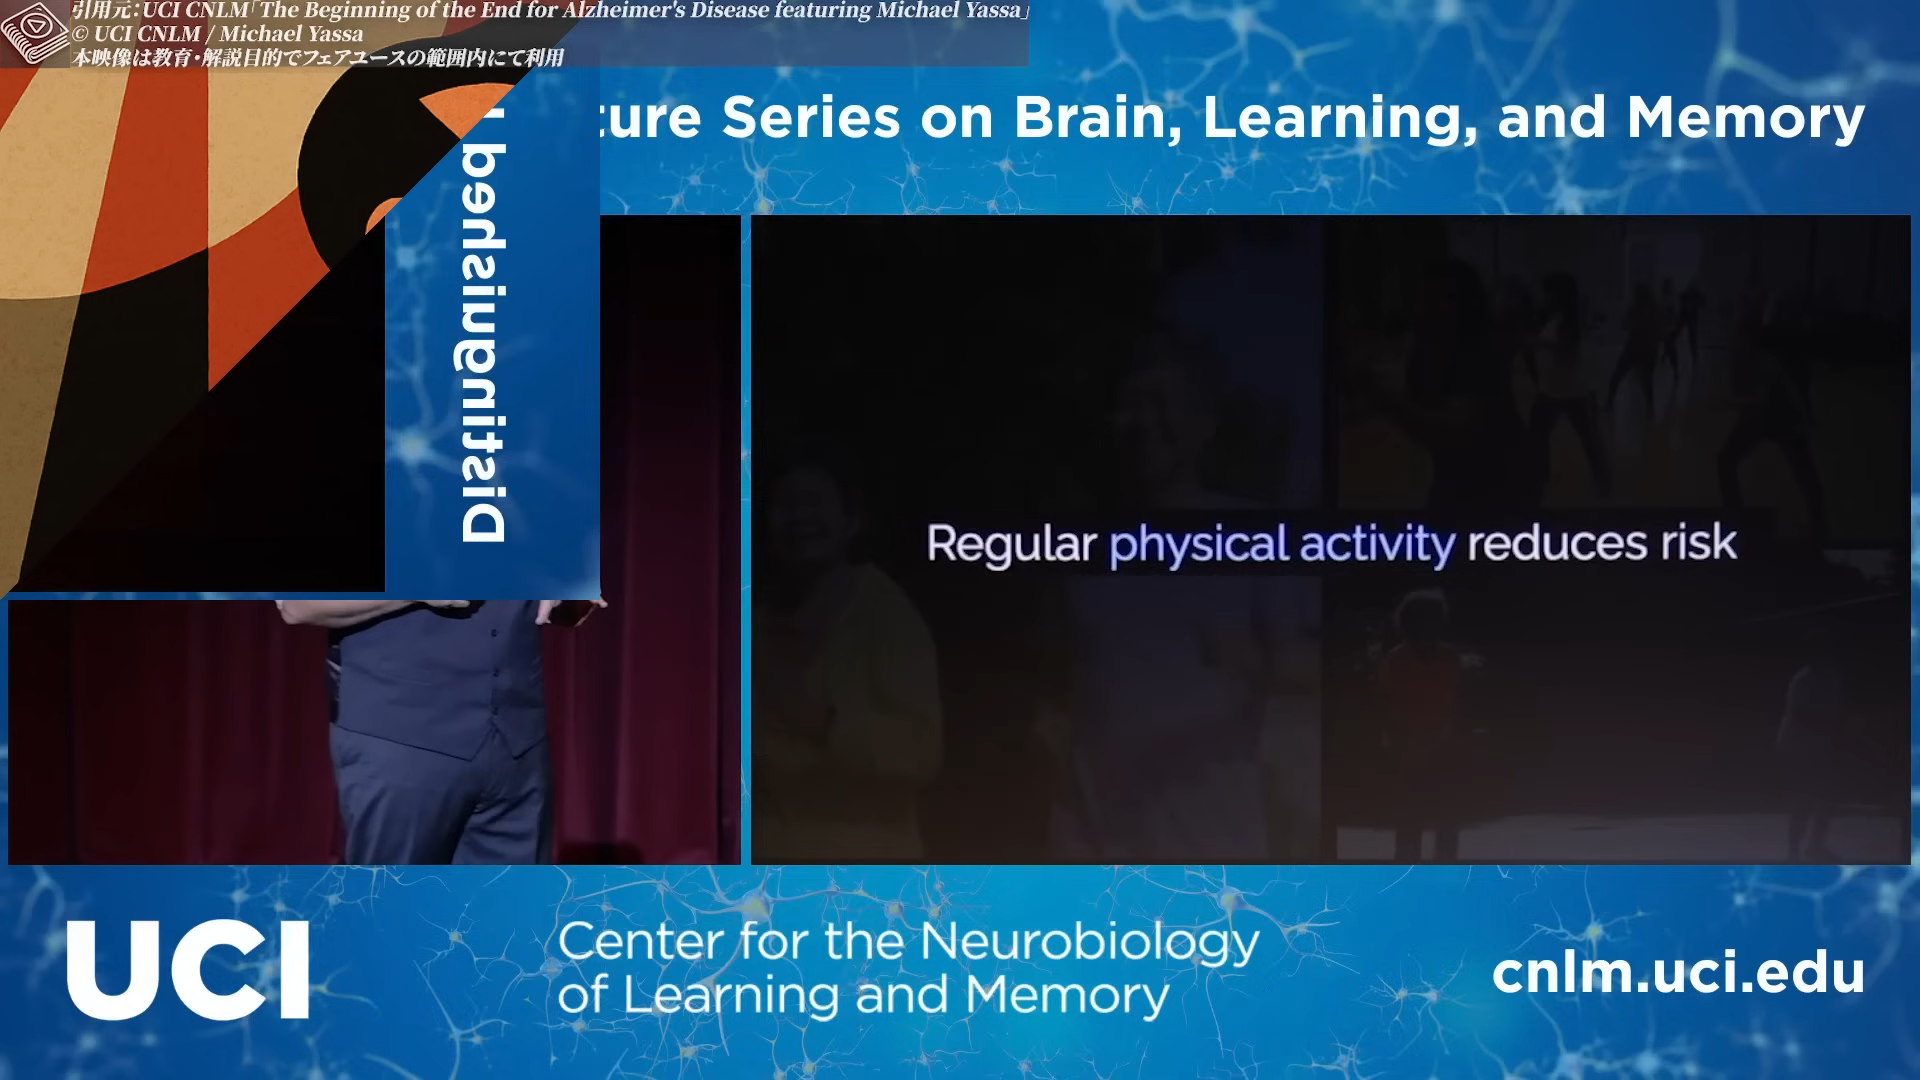 引用元:UCI CNLM「The Beginning of the End for Alzheimer's Disease featuring Michael Yassa」
© UCI CNLM / Michael Yassa
本映像は教育・解説目的でフェアユースの範囲内にて利用
ture Series on Brain, Learning, and Memory
Distinguished
Regular physical activity reduces risk
UCI
Center for the Neurobiology
of Learning and Memory
cnlm.uci.edu